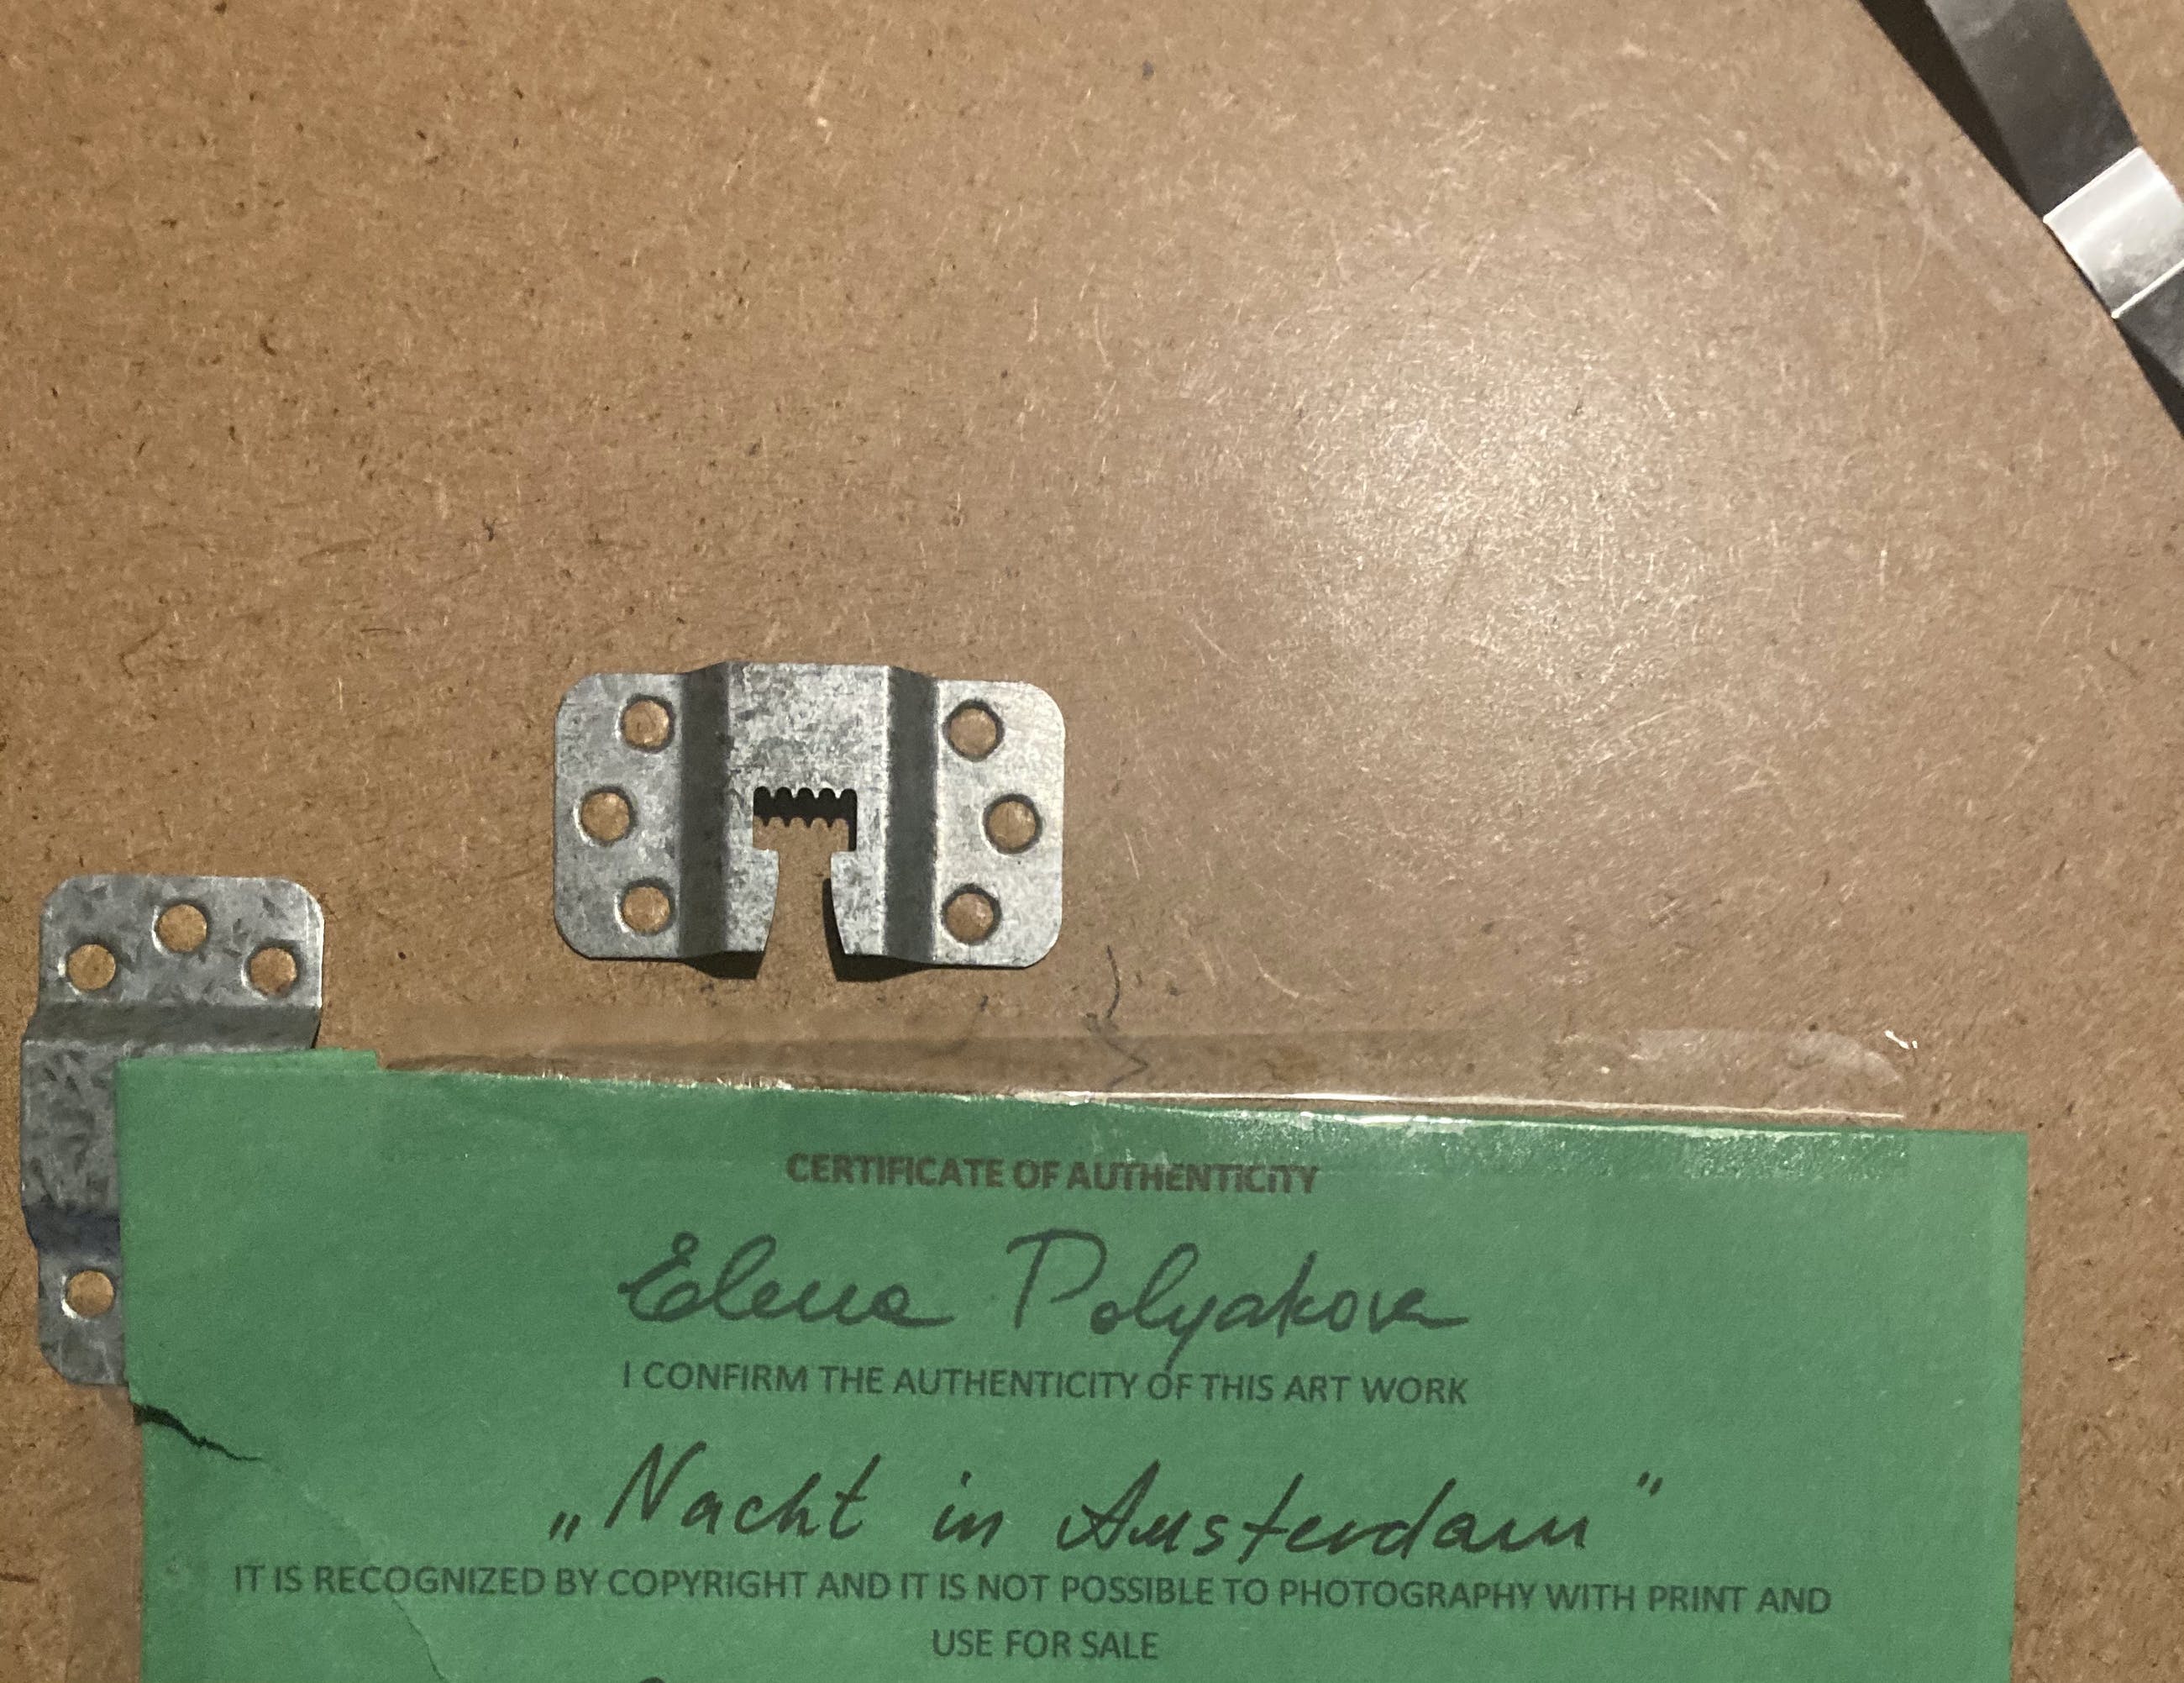 CERTIFICATE OF AUTHENTICITY
Elena Polyakova
I CONFIRM THE AUTHENTICITY OF THIS ART WORK
„Nacht in Amsterdam"
IT IS RECOGNIZED BY COPYRIGHT AND IT IS NOT POSSIBLE TO PHOTOGRAPHY WITH PRINT AND
USE FOR SALE